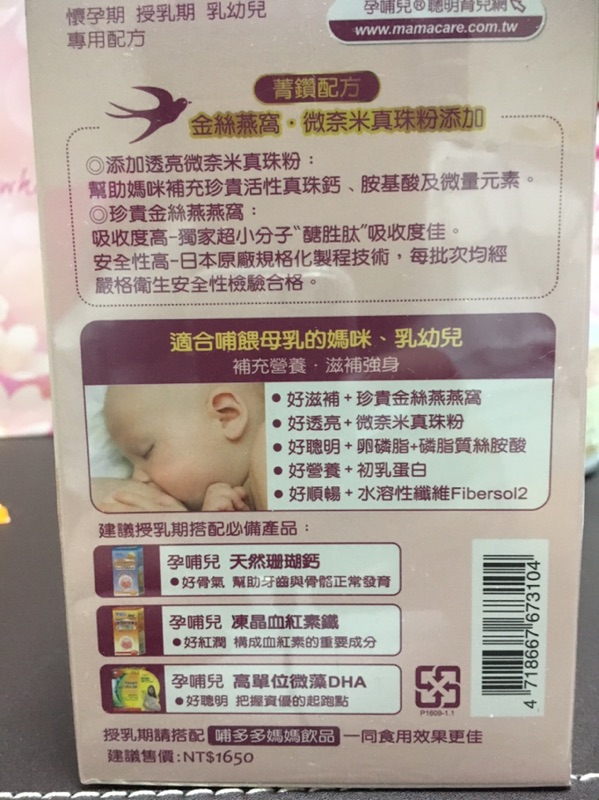 懷孕期 授乳期 乳幼兒
專用配方
孕哺兒®聰明育兒網
www.mamacare.com.tw
菁鑽配方
金絲燕窩・微奈米真珠粉添加
◎添加透亮微奈米真珠粉：
幫助媽咪補充珍貴活性真珠鈣、胺基酸及微量元素。
◎珍貴金絲燕燕窩：
吸收度高-獨家超小分子“醣胜肽”吸收度佳。
安全性高-日本原廠規格化製程技術，每批次均經
嚴格衛生安全性檢驗合格。
適合哺餵母乳的媽咪、乳幼兒
補充營養・滋補強身
●好滋補+珍貴金絲燕燕窩
●好透亮+微奈米真珠粉
●好聰明+卵磷脂+磷脂質絲胺酸
●好營養+初乳蛋白
●好順暢+水溶性纖維Fibersol2
建議授乳期搭配必備產品：
孕哺兒 天然珊瑚鈣
●好骨氣 幫助牙齒與骨骼正常發育
孕哺兒 凍晶血紅素鐵
●好紅潤 構成血紅素的重要成分
孕哺兒 高單位微藻DHA
●好聰明 把握資優的起跑點
4 718667 673104
P1609-1.1
授乳期請搭配 哺多多媽媽飲品 一同食用效果更佳
建議售價:NT$1650